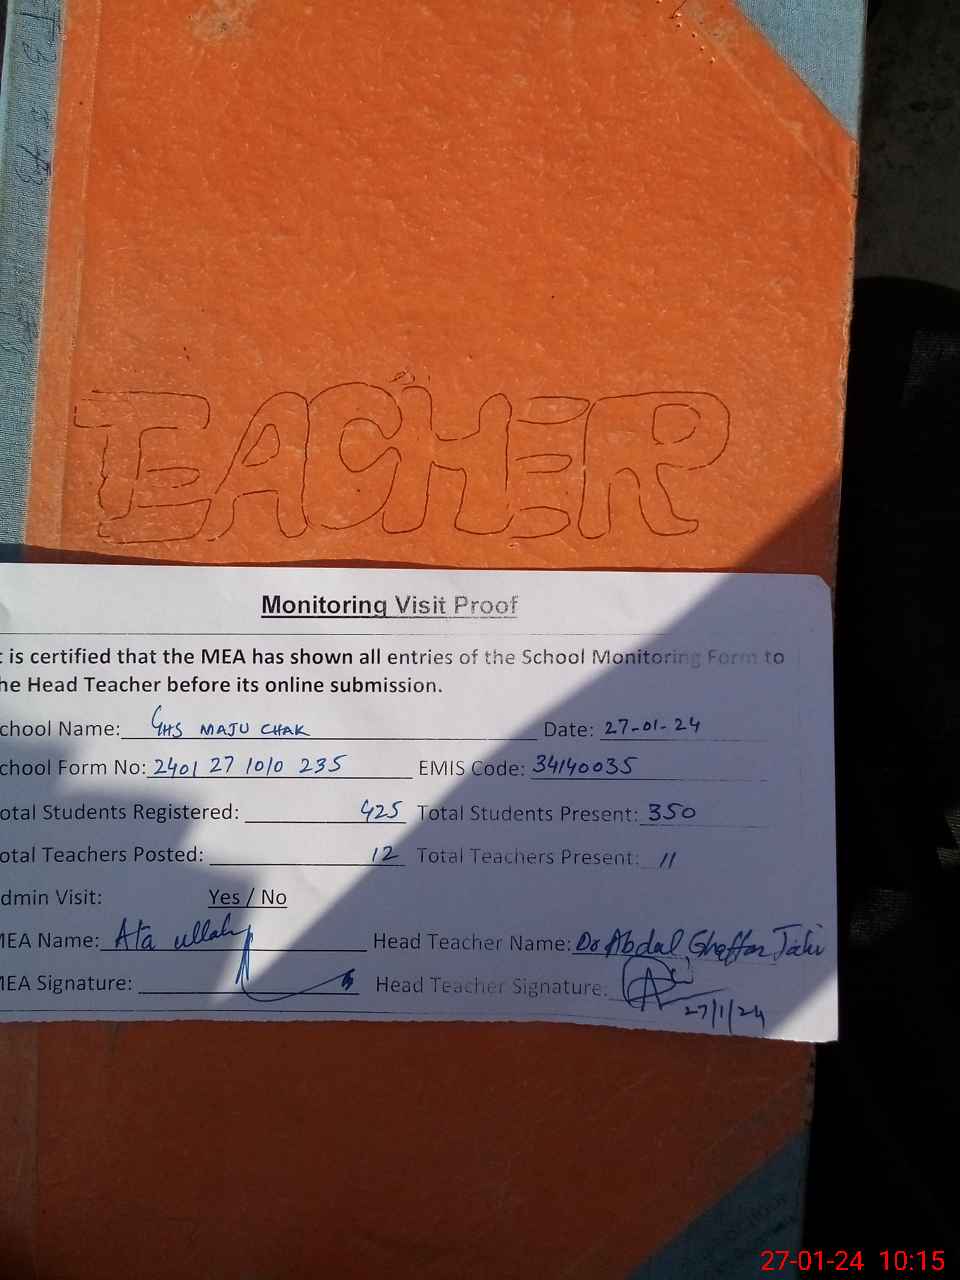 TEACHER
Monitoring Visit Proof
t is certified that the MEA has shown all entries of the School Monitoring Form to
he Head Teacher before its online submission.
chool Name: GHS MAJU CHAK Date: 27-01-24
chool Form No: 2401 27 1010 235 EMIS Code: 34140035
otal Students Registered: 425 Total Students Present: 350
otal Teachers Posted: 12 Total Teachers Present: 11
dmin Visit: Yes / No
MEA Name: Ata ullah Head Teacher Name: Dr Abdal Ghaffar Tahir
MEA Signature: Head Teacher Signature:
27/1/24
27-01-24 10:15